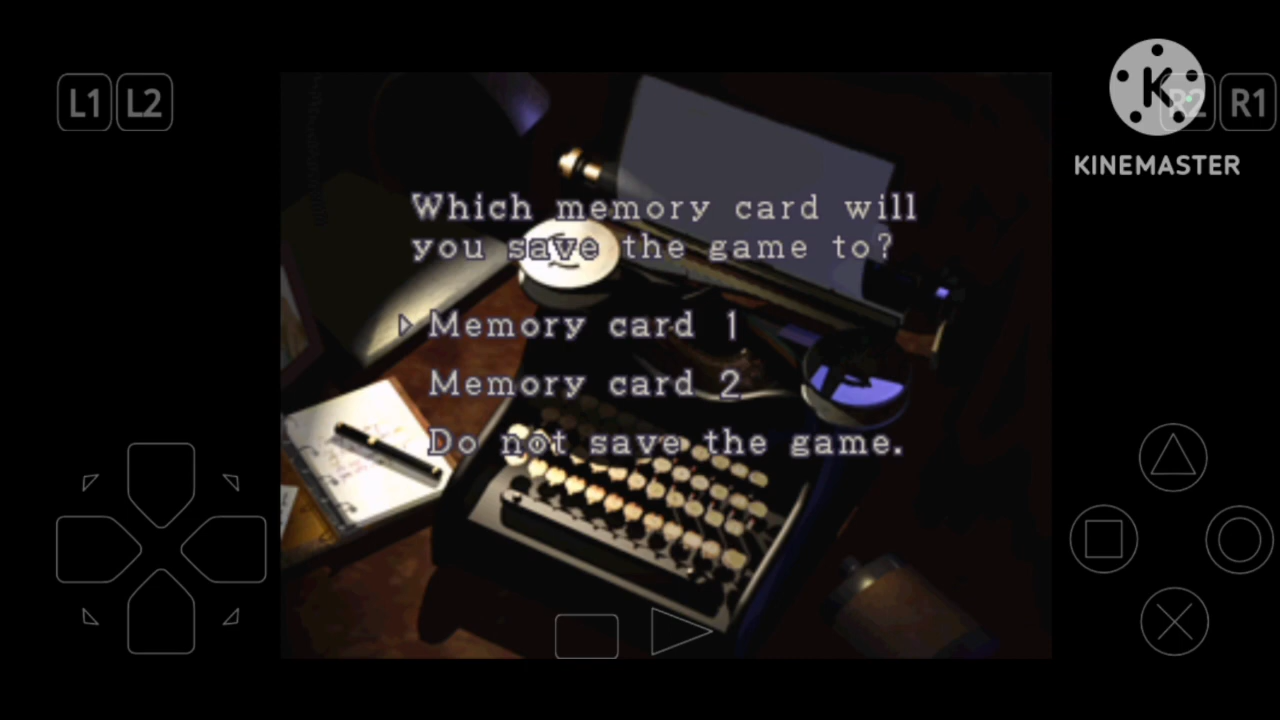 L1 L2
R2 R1
K
KINEMASTER
Which memory card will
you save the game to?
Memory card 1
Memory card 2
Do not save the game.